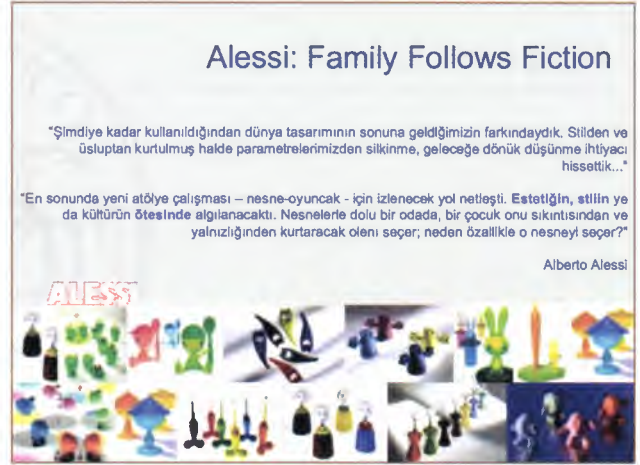 Alessi: Family Follows Fiction
"Şimdiye kadar kullanıldığından dünya tasarımının sonuna geldiğimizin farkındaydık. Stilden ve
üsluptan kurtulmuş halde parametrelerimizden silkinme, geleceğe dönük düşünme ihtiyacı
hissettik..."
"En sonunda yeni atölye çalışması – nesne-oyuncak - için izlenecek yol netleşti. Estetiğin, stilin ye
da kültürün ötesinde algılanacaktı. Nesnelerle dolu bir odada, bir çocuk onu sıkıntısından ve
yalnızlığınden kurtaracak olanı seçer; neden özallikle o nesneyi seçer?"
Alberto Alessi
ALESSI